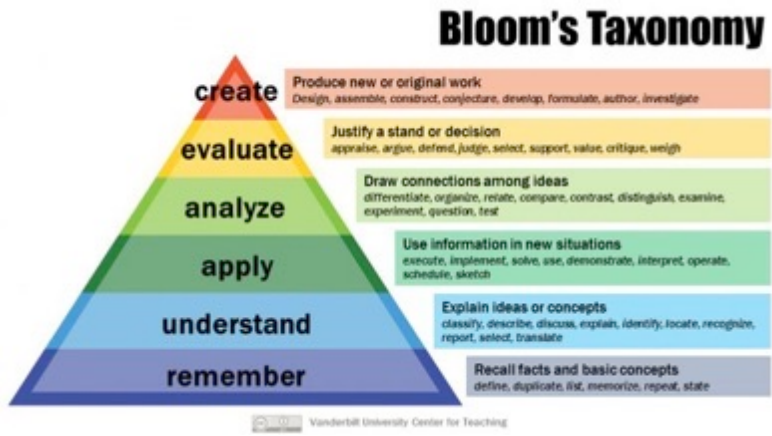 Bloom's Taxonomy
create
Produce new or original work
Design, assemble, construct, conjecture, develop, formulate, author, investigate
evaluate
Justify a stand or decision
appraise, argue, defend, judge, select, support, value, critique, weigh
analyze
Draw connections among ideas
differentiate, organize, relate, compare, contrast, distinguish, examine,
experiment, question, test
apply
Use information in new situations
execute, implement, solve, use, demonstrate, interpret, operate,
schedule, sketch
understand
Explain ideas or concepts
classify, describe, discuss, explain, identify, locate, recognize,
report, select, translate
remember
Recall facts and basic concepts
define, duplicate, list, memorize, repeat, state
Vanderbilt University Center for Teaching